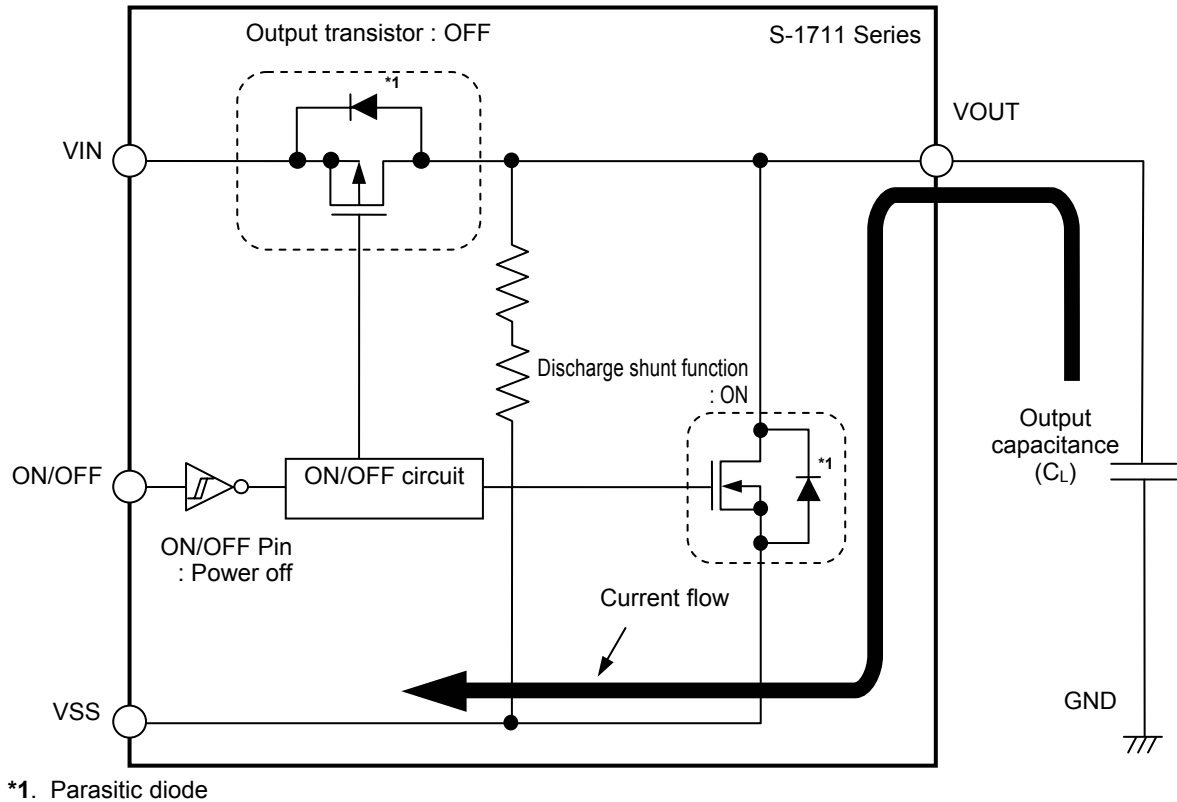 Output transistor : OFF
S-1711 Series
*1
VOUT
VIN
Discharge shunt function
: ON
*1
Output
capacitance
(CL)
ON/OFF
ON/OFF circuit
ON/OFF Pin
: Power off
Current flow
GND
VSS
*1. Parasitic diode